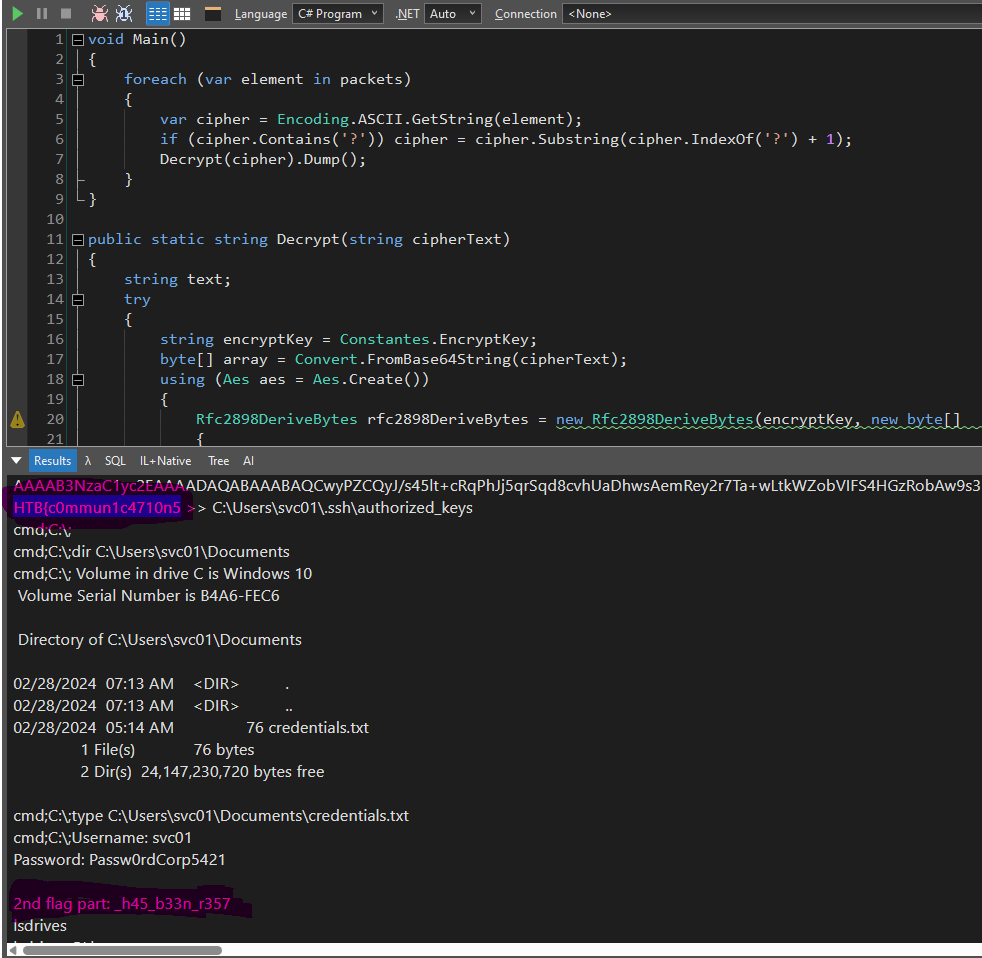 Language C# Program .NET Auto Connection <None>
1 void Main()
2 {
3 foreach (var element in packets)
4 {
5 var cipher = Encoding.ASCII.GetString(element);
6 if (cipher.Contains('?')) cipher = cipher.Substring(cipher.IndexOf('?') + 1);
7 Decrypt(cipher).Dump();
8 }
9 }
10
11 public static string Decrypt(string cipherText)
12 {
13 string text;
14 try
15 {
16 string encryptKey = Constantes.EncryptKey;
17 byte[] array = Convert.FromBase64String(cipherText);
18 using (Aes aes = Aes.Create())
19 {
20 Rfc2898DeriveBytes rfc2898DeriveBytes = new Rfc2898DeriveBytes(encryptKey, new byte[]
21 {
Results λ SQL IL+Native Tree AI
AAAAB3NzaC1yc2EAAAADAQABAAABAQCwyPZCQyJ/s45lt+cRqPhJj5qrSqd8cvhUaDhwsAemRey2r7Ta+wLtkWZobVIFS4HGzRobAw9s3
HTB{c0mmun1c4710n5 >> C:\Users\svc01\.ssh\authorized_keys
cmd;C:\;
cmd;C:\;dir C:\Users\svc01\Documents
cmd;C:\; Volume in drive C is Windows 10
Volume Serial Number is B4A6-FEC6
Directory of C:\Users\svc01\Documents
02/28/2024 07:13 AM <DIR> .
02/28/2024 07:13 AM <DIR> ..
02/28/2024 05:14 AM 76 credentials.txt
1 File(s) 76 bytes
2 Dir(s) 24,147,230,720 bytes free
cmd;C:\;type C:\Users\svc01\Documents\credentials.txt
cmd;C:\;Username: svc01
Password: Passw0rdCorp5421
2nd flag part: _h45_b33n_r357
lsdrives